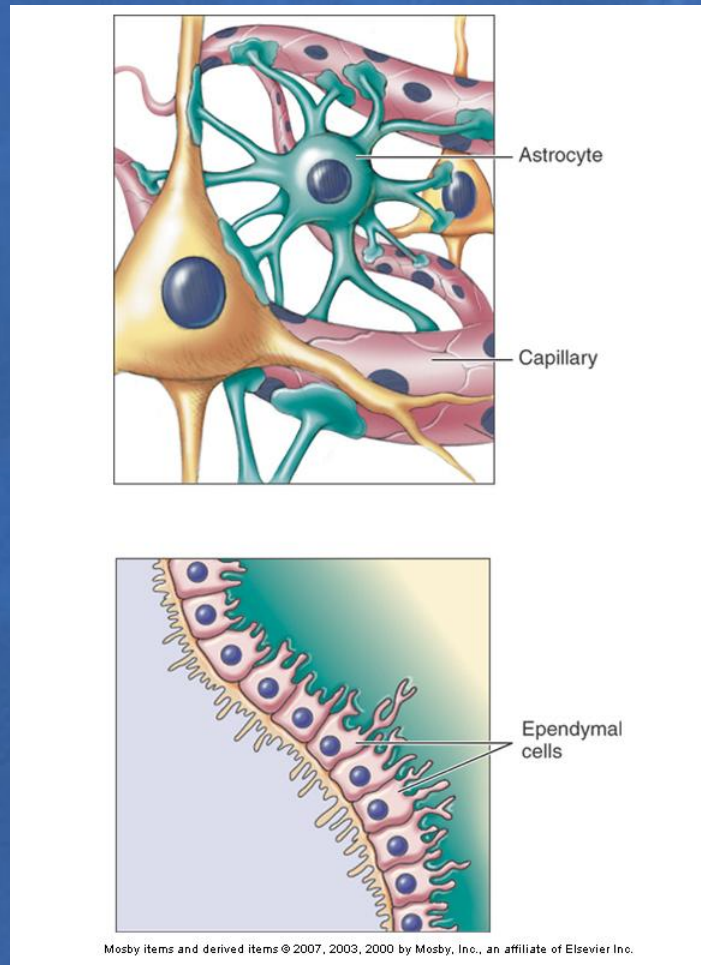 Astrocyte
Capillary
Ependymal
cells
Mosby items and derived items © 2007, 2003, 2000 by Mosby, Inc., an affiliate of Elsevier Inc.